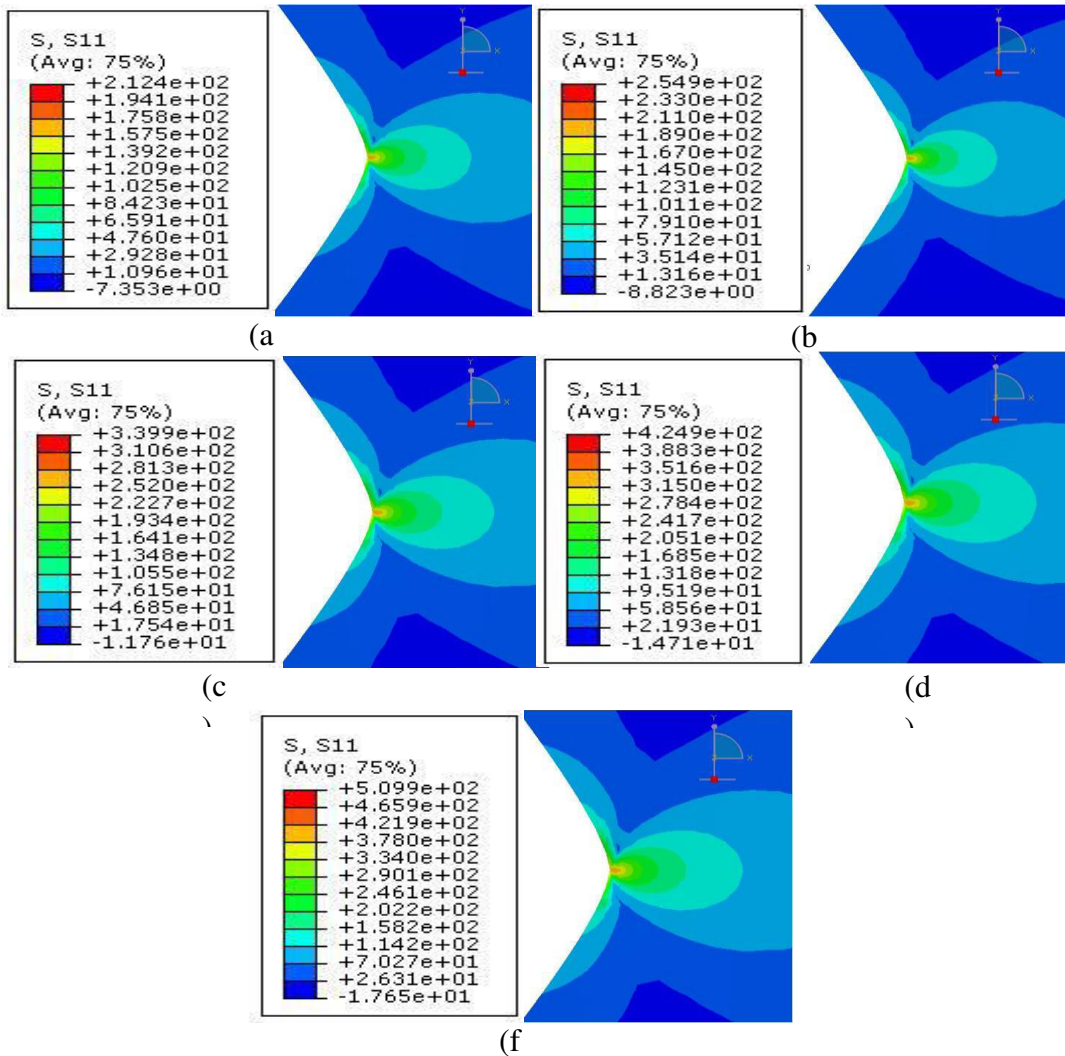 S, S11
(Avg: 75%)
+2.124e+02
+1.941e+02
+1.758e+02
+1.575e+02
+1.392e+02
+1.209e+02
+1.025e+02
+8.423e+01
+6.591e+01
+4.760e+01
+2.928e+01
+1.096e+01
-7.353e+00
Y
X
(a
S, S11
(Avg: 75%)
+2.549e+02
+2.330e+02
+2.110e+02
+1.890e+02
+1.670e+02
+1.450e+02
+1.231e+02
+1.011e+02
+7.910e+01
+5.712e+01
+3.514e+01
+1.316e+01
-8.823e+00
Y
X
(b
S, S11
(Avg: 75%)
+3.399e+02
+3.106e+02
+2.813e+02
+2.520e+02
+2.227e+02
+1.934e+02
+1.641e+02
+1.348e+02
+1.055e+02
+7.615e+01
+4.685e+01
+1.754e+01
-1.176e+01
Y
X
(c
)
S, S11
(Avg: 75%)
+4.249e+02
+3.883e+02
+3.516e+02
+3.150e+02
+2.784e+02
+2.417e+02
+2.051e+02
+1.685e+02
+1.318e+02
+9.519e+01
+5.856e+01
+2.193e+01
-1.471e+01
Y
X
(d
)
S, S11
(Avg: 75%)
+5.099e+02
+4.659e+02
+4.219e+02
+3.780e+02
+3.340e+02
+2.901e+02
+2.461e+02
+2.022e+02
+1.582e+02
+1.142e+02
+7.027e+01
+2.631e+01
-1.765e+01
Y
X
(f